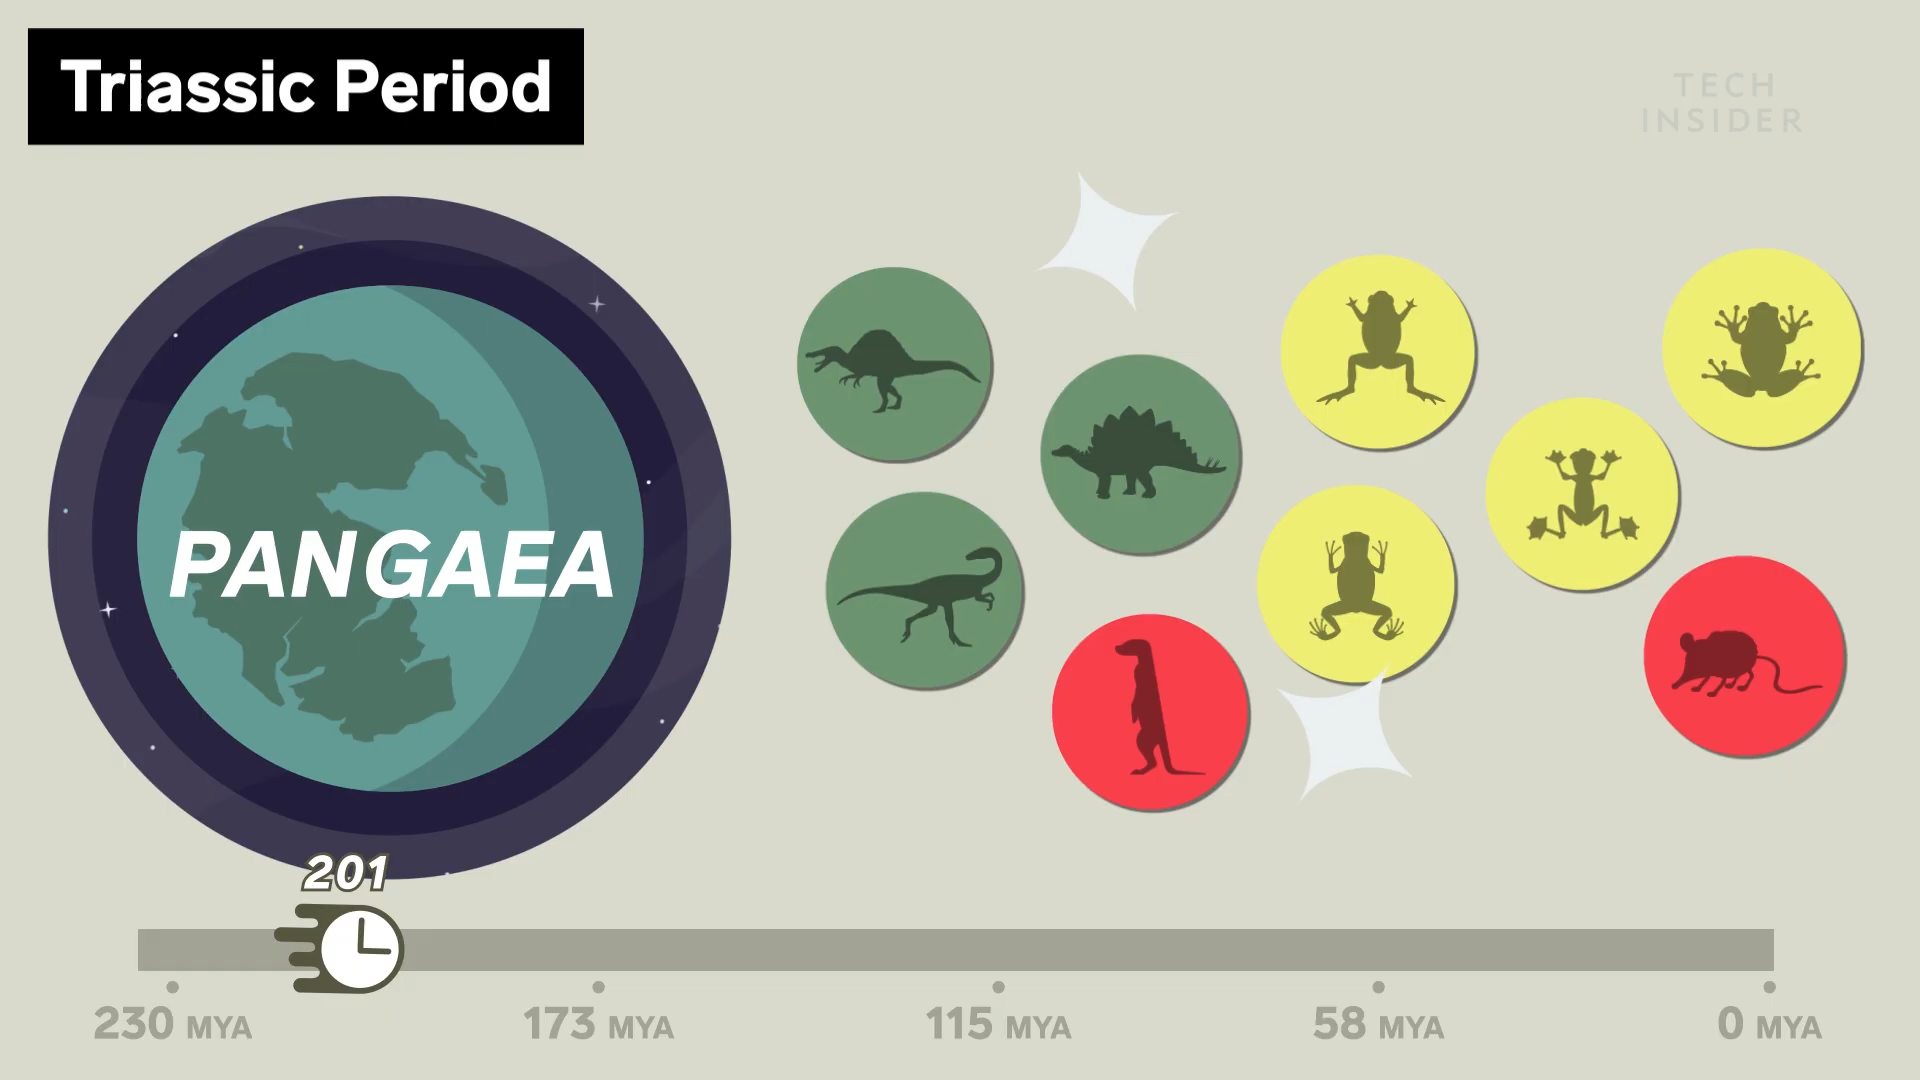 Triassic Period
TECH
INSIDER
PANGAEA
201
230 MYA
173 MYA
115 MYA
58 MYA
0 MYA